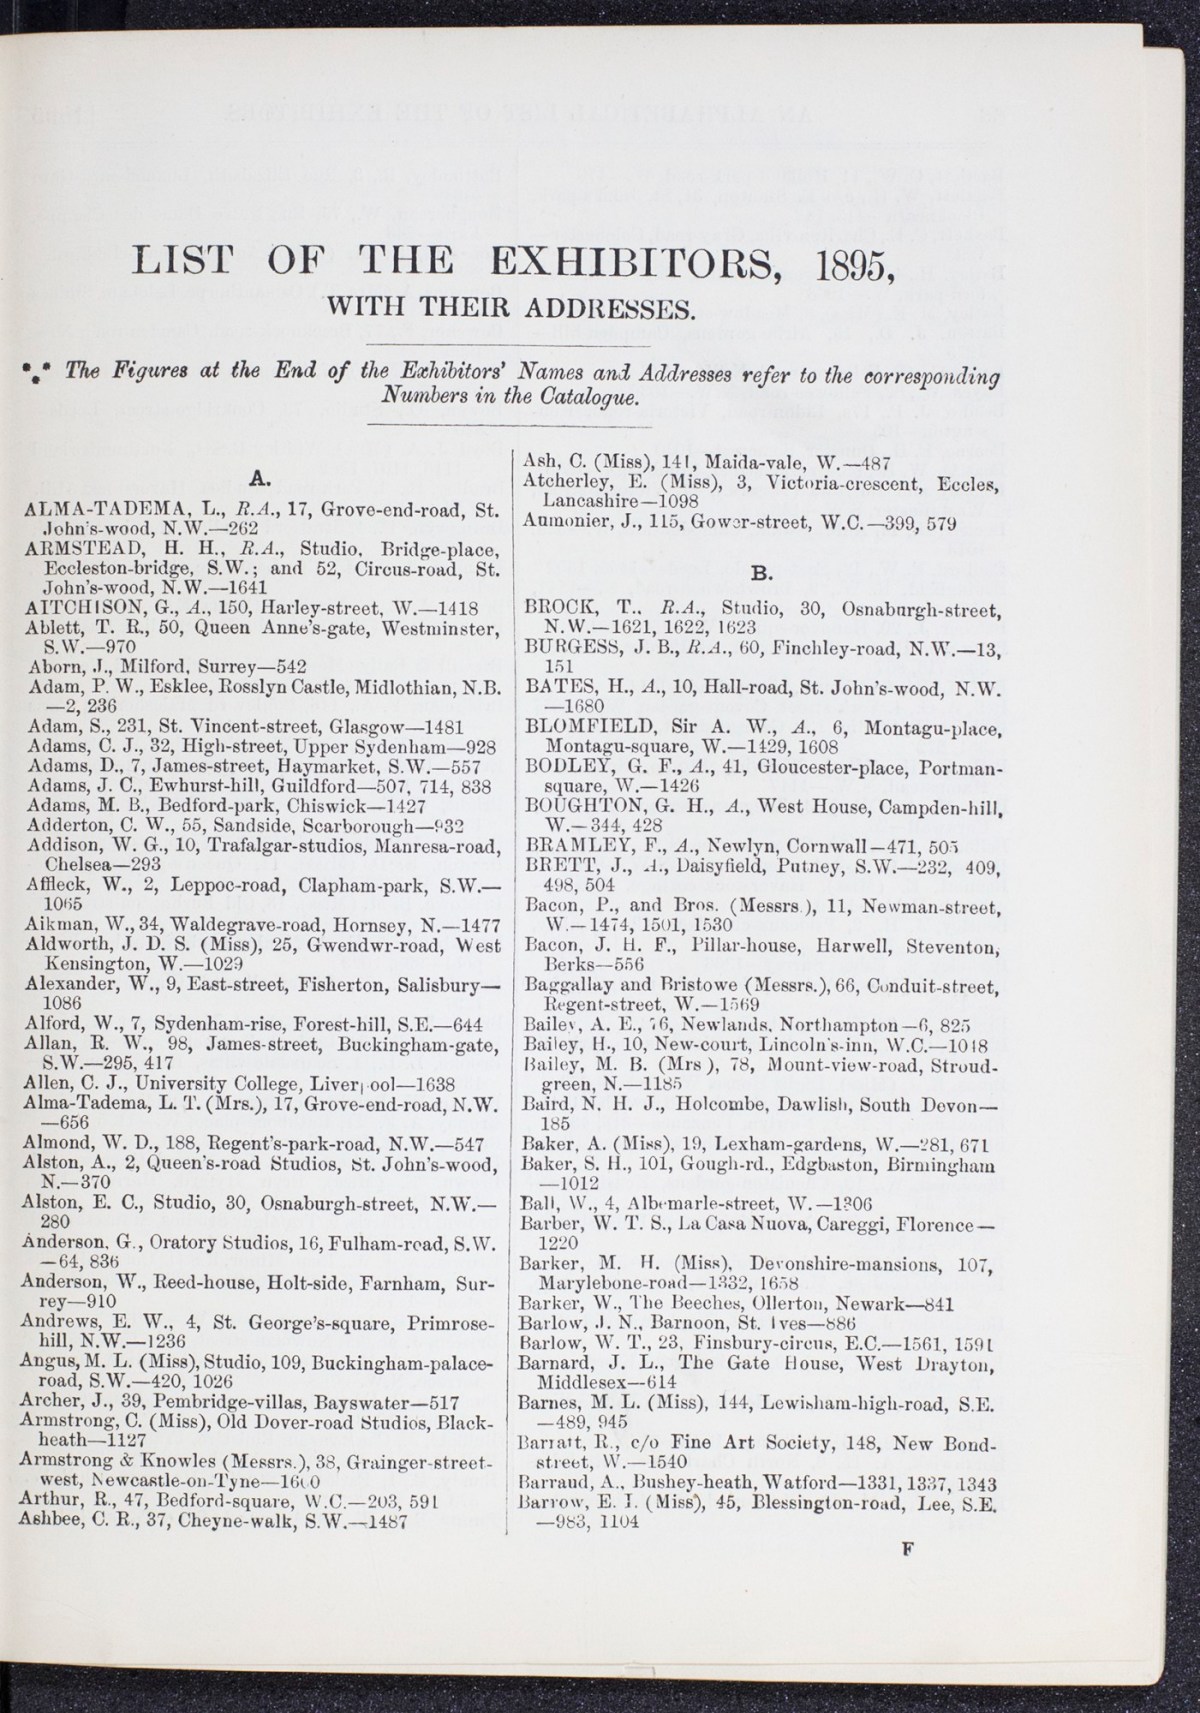 LIST OF THE EXHIBITORS, 1895,
WITH THEIR ADDRESSES.
*.* The Figures at the End of the Exhibitors' Names and Addresses refer to the corresponding
Numbers in the Catalogue.
A.
ALMA-TADEMA, L., R.A., 17, Grove-end-road, St.
John's-wood, N.W.—262
ARMSTEAD, H. H., R.A., Studio, Bridge-place,
Eccleston-bridge, S.W.; and 52, Circus-road, St.
John's-wood, N.W.—1641
AITCHISON, G., A., 150, Harley-street, W.—1418
Ablett, T. R., 50, Queen Anne's-gate, Westminster,
S.W.—970
Aborn, J., Milford, Surrey—542
Adam, P. W., Esklee, Rosslyn Castle, Midlothian, N.B.
—2, 236
Adam, S., 231, St. Vincent-street, Glasgow—1481
Adams, C. J., 32, High-street, Upper Sydenham—928
Adams, D., 7, James-street, Haymarket, S.W.—557
Adams, J. C., Ewhurst-hill, Guildford—507, 714, 838
Adams, M. B., Bedford-park, Chiswick—1427
Adderton, C. W., 55, Sandside, Scarborough—932
Addison, W. G., 10, Trafalgar-studios, Manresa-road,
Chelsea—293
Affleck, W., 2, Leppoc-road, Clapham-park, S.W.—
1065
Aikman, W., 34, Waldegrave-road, Hornsey, N.—1477
Aldworth, J. D. S. (Miss), 25, Gwendwr-road, West
Kensington, W.—1029
Alexander, W., 9, East-street, Fisherton, Salisbury—
1086
Alford, W., 7, Sydenham-rise, Forest-hill, S.E.—644
Allan, R. W., 98, James-street, Buckingham-gate,
S.W.—295, 417
Allen, C. J., University College, Liverpool—1638
Alma-Tadema, L. T. (Mrs.), 17, Grove-end-road, N.W.
—656
Almond, W. D., 188, Regent's-park-road, N.W.—547
Alston, A., 2, Queen's-road Studios, St. John's-wood,
N.—370
Alston, E. C., Studio, 30, Osnaburgh-street, N.W.—
280
Anderson, G., Oratory Studios, 16, Fulham-road, S.W.
—64, 836
Anderson, W., Reed-house, Holt-side, Farnham, Sur-
rey—910
Andrews, E. W., 4, St. George's-square, Primrose-
hill, N.W.—1236
Angus, M. L. (Miss), Studio, 109, Buckingham-palace-
road, S.W.—420, 1026
Archer, J., 39, Pembridge-villas, Bayswater—517
Armstrong, C. (Miss), Old Dover-road Studios, Black-
heath—1127
Armstrong & Knowles (Messrs.), 38, Grainger-street-
west, Newcastle-on-Tyne—1600
Arthur, R., 47, Bedford-square, W.C.—203, 591
Ashbee, C. R., 37, Cheyne-walk, S.W.—1487
Ash, C. (Miss), 141, Maida-vale, W.—487
Atcherley, E. (Miss), 3, Victoria-crescent, Eccles,
Lancashire—1098
Aumonier, J., 115, Gower-street, W.C.—399, 579
B.
BROCK, T., R.A., Studio, 30, Osnaburgh-street,
N.W.—1621, 1622, 1623
BURGESS, J. B., R.A., 60, Finchley-road, N.W.—13,
151
BATES, H., A., 10, Hall-road, St. John's-wood, N.W.
—1680
BLOMFIELD, Sir A. W., A., 6, Montagu-place,
Montagu-square, W.—1429, 1608
BODLEY, G. F., A., 41, Gloucester-place, Portman-
square, W.—1426
BOUGHTON, G. H., A., West House, Campden-hill,
W.—344, 428
BRAMLEY, F., A., Newlyn, Cornwall—471, 505
BRETT, J., A., Daisyfield, Putney, S.W.—232, 409,
498, 504
Bacon, P., and Bros. (Messrs.), 11, Newman-street,
W.—1474, 1501, 1530
Bacon, J. H. F., Pillar-house, Harwell, Steventon,
Berks—556
Baggallay and Bristowe (Messrs.), 66, Conduit-street,
Regent-street, W.—1569
Bailey, A. E., 76, Newlands, Northampton—6, 825
Bailey, H., 10, New-court, Lincoln's-inn, W.C.—1018
Bailey, M. B. (Mrs), 78, Mount-view-road, Stroud-
green, N.—1185
Baird, N. H. J., Holcombe, Dawlish, South Devon—
185
Baker, A. (Miss), 19, Lexham-gardens, W.—281, 671
Baker, S. H., 101, Gough-rd., Edgbaston, Birmingham
—1012
Ball, W., 4, Albemarle-street, W.—1306
Barber, W. T. S., La Casa Nuova, Careggi, Florence—
1220
Barker, M. H. (Miss), Devonshire-mansions, 107,
Marylebone-road—1332, 1658
Barker, W., The Beeches, Ollerton, Newark—841
Barlow, J. N., Barnoon, St. Ives—886
Barlow, W. T., 23, Finsbury-circus, E.C.—1561, 1591
Barnard, J. L., The Gate House, West Drayton,
Middlesex—614
Barnes, M. L. (Miss), 144, Lewisham-high-road, S.E.
—489, 945
Barratt, R., c/o Fine Art Society, 148, New Bond-
street, W.—1540
Barraud, A., Bushey-heath, Watford—1331, 1337, 1343
Barrow, E. I. (Miss), 45, Blessington-road, Lee, S.E.
—983, 1104
F